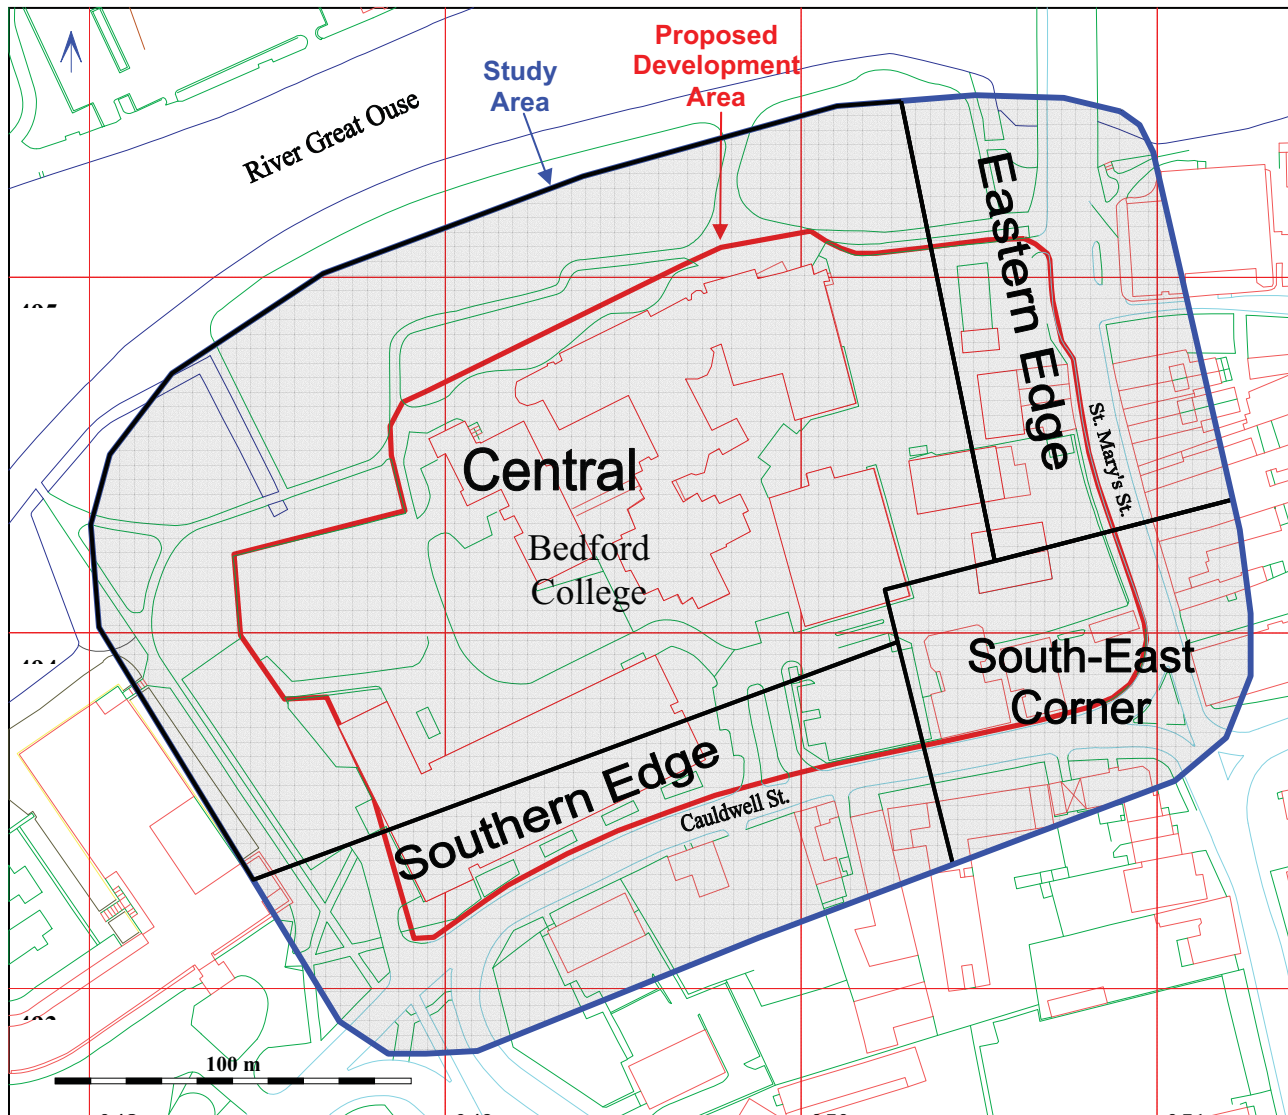 Proposed
Development
Area
Study
Area
River Great Ouse
Eastern Edge
St. Mary's St.
Central
Bedford
College
South-East
Corner
Southern Edge
Cauldwell St.
100 m